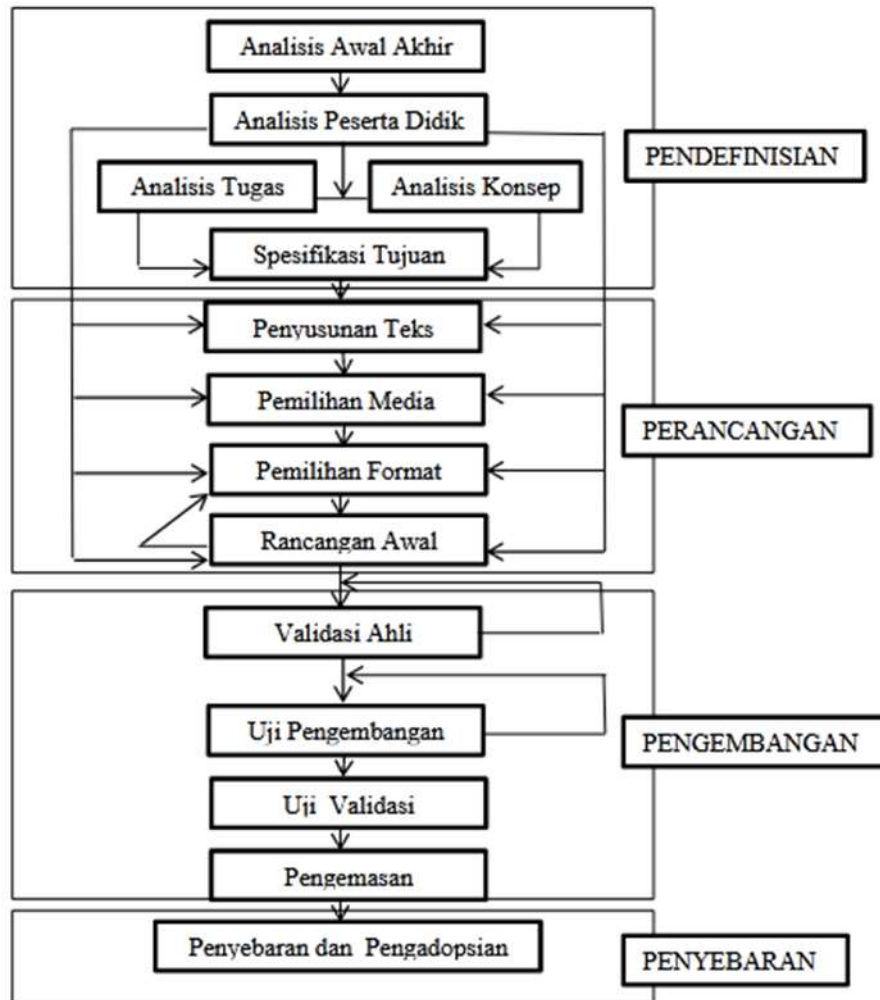 Analisis Awal Akhir
Analisis Peserta Didik
PENDEFINISIAN
Analisis Tugas
Analisis Konsep
Spesifikasi Tujuan
Penyusunan Teks
Pemilihan Media
PERANCANGAN
Pemilihan Format
Rancangan Awal
Validasi Ahli
Uji Pengembangan
PENGEMBANGAN
Uji Validasi
Pengemasan
Penyebaran dan Pengadopsian
PENYEBARAN